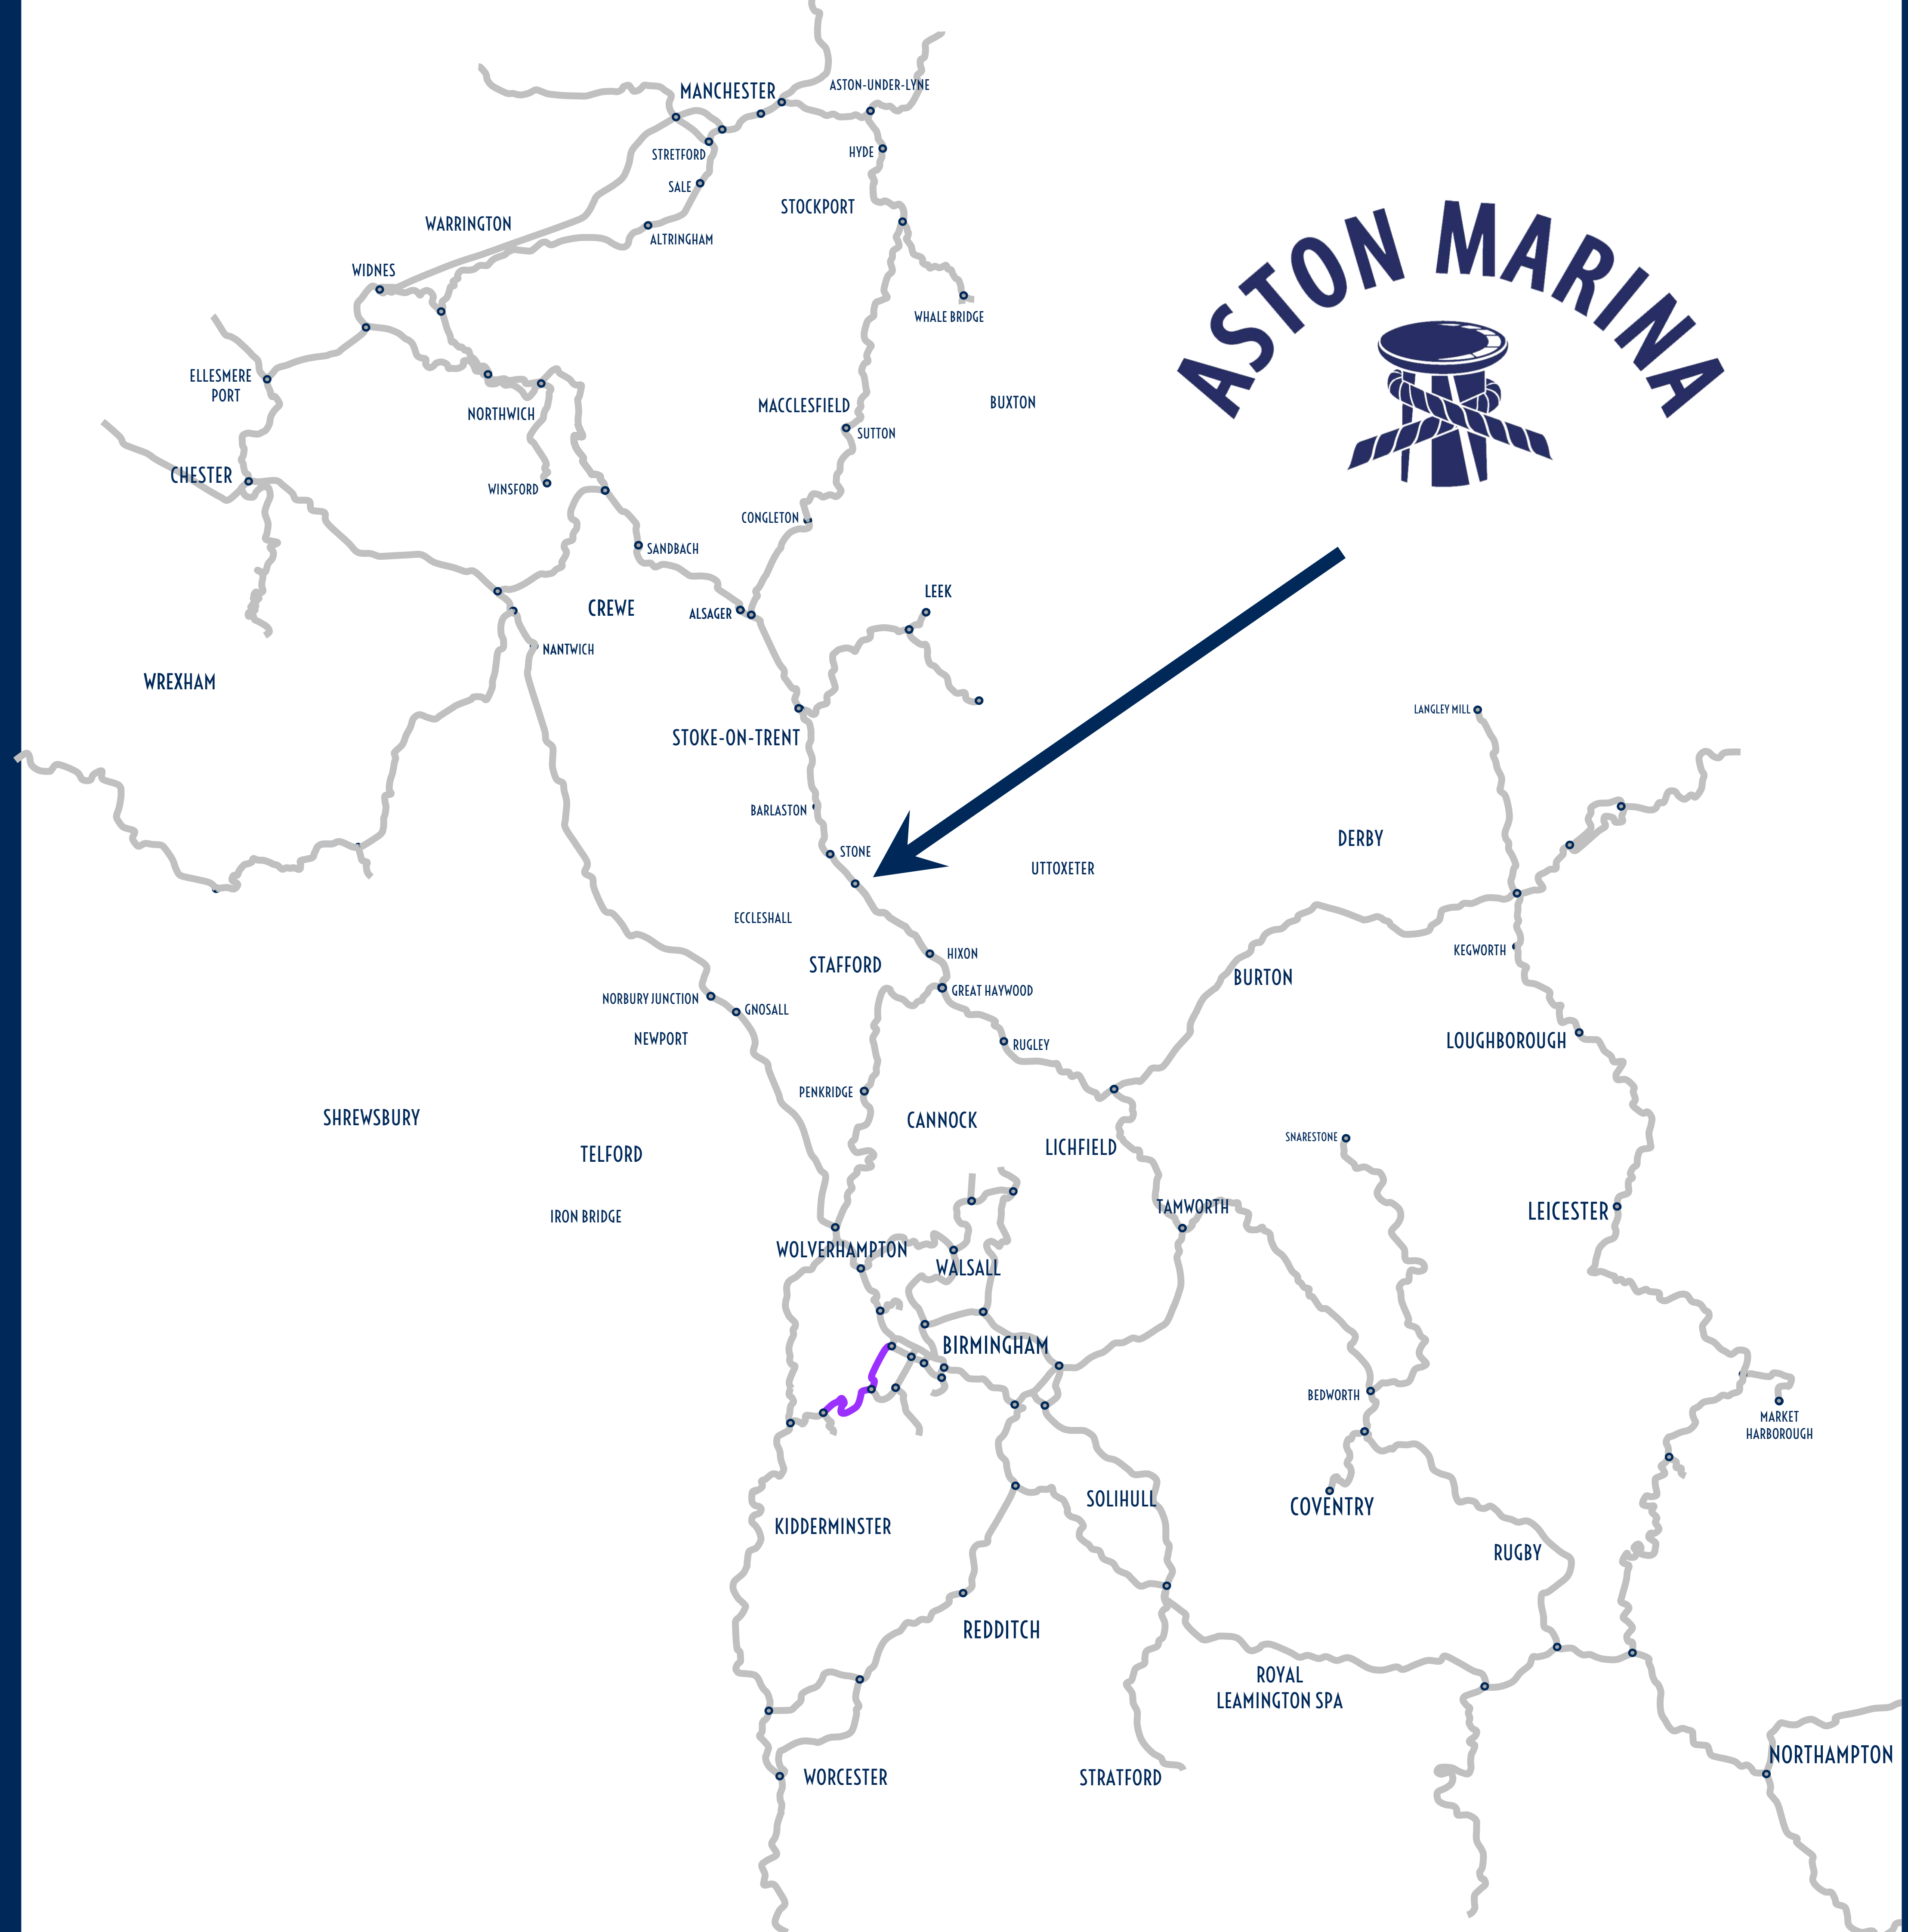 MANCHESTER
ASTON-UNDER-LYNE
STRETFORD
HYDE
SALE
STOCKPORT
WARRINGTON
ALTRINGHAM
WIDNES
WHALE BRIDGE
ASTON MARINA
ELLESMERE
PORT
NORTHWICH
MACCLESFIELD
BUXTON
SUTTON
CHESTER
WINSFORD
CONGLETON
SANDBACH
LEEK
CREWE
ALSAGER
NANTWICH
WREXHAM
LANGLEY MILL
STOKE-ON-TRENT
BARLASTON
DERBY
STONE
UTTOXETER
ECCLESHALL
HIXON
KEGWORTH
STAFFORD
BURTON
GREAT HAYWOOD
NORBURY JUNCTION
GNOSALL
NEWPORT
RUGLEY
LOUGHBOROUGH
PENKRIDGE
SHREWSBURY
CANNOCK
SNARESTONE
LICHFIELD
TELFORD
TAMWORTH
LEICESTER
IRON BRIDGE
WOLVERHAMPTON
WALSALL
BIRMINGHAM
BEDWORTH
MARKET
HARBOROUGH
SOLIHULL
COVENTRY
KIDDERMINSTER
RUGBY
REDDITCH
ROYAL
LEAMINGTON SPA
NORTHAMPTON
WORCESTER
STRATFORD